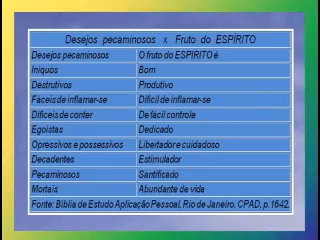 Desejos pecaminosos x Fruto do ESPÍRITO
Desejos pecaminosos O fruto do ESPÍRITO é
Iníquos Bom
Destrutivos Produtivo
Fáceis de inflamar-se Difícil de inflamar-se
Difíceis de conter De fácil controle
Egoístas Dedicado
Opressivos e possessivos Libertador e cuidadoso
Decadentes Estimulador
Pecaminosos Santificado
Mortais Abundante de vida
Fonte: Bíblia de Estudo Aplicação Pessoal, Rio de Janeiro, CPAD, p.1642.